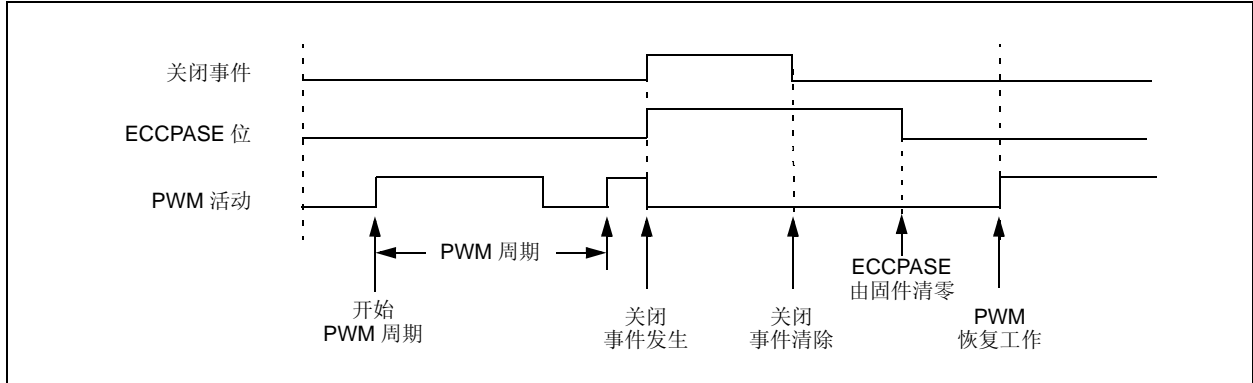 关闭事件
ECCPASE 位
PWM 活动
PWM 周期
开始
PWM 周期
关闭
事件发生
关闭
事件清除
ECCPASE
由固件清零
PWM
恢复工作